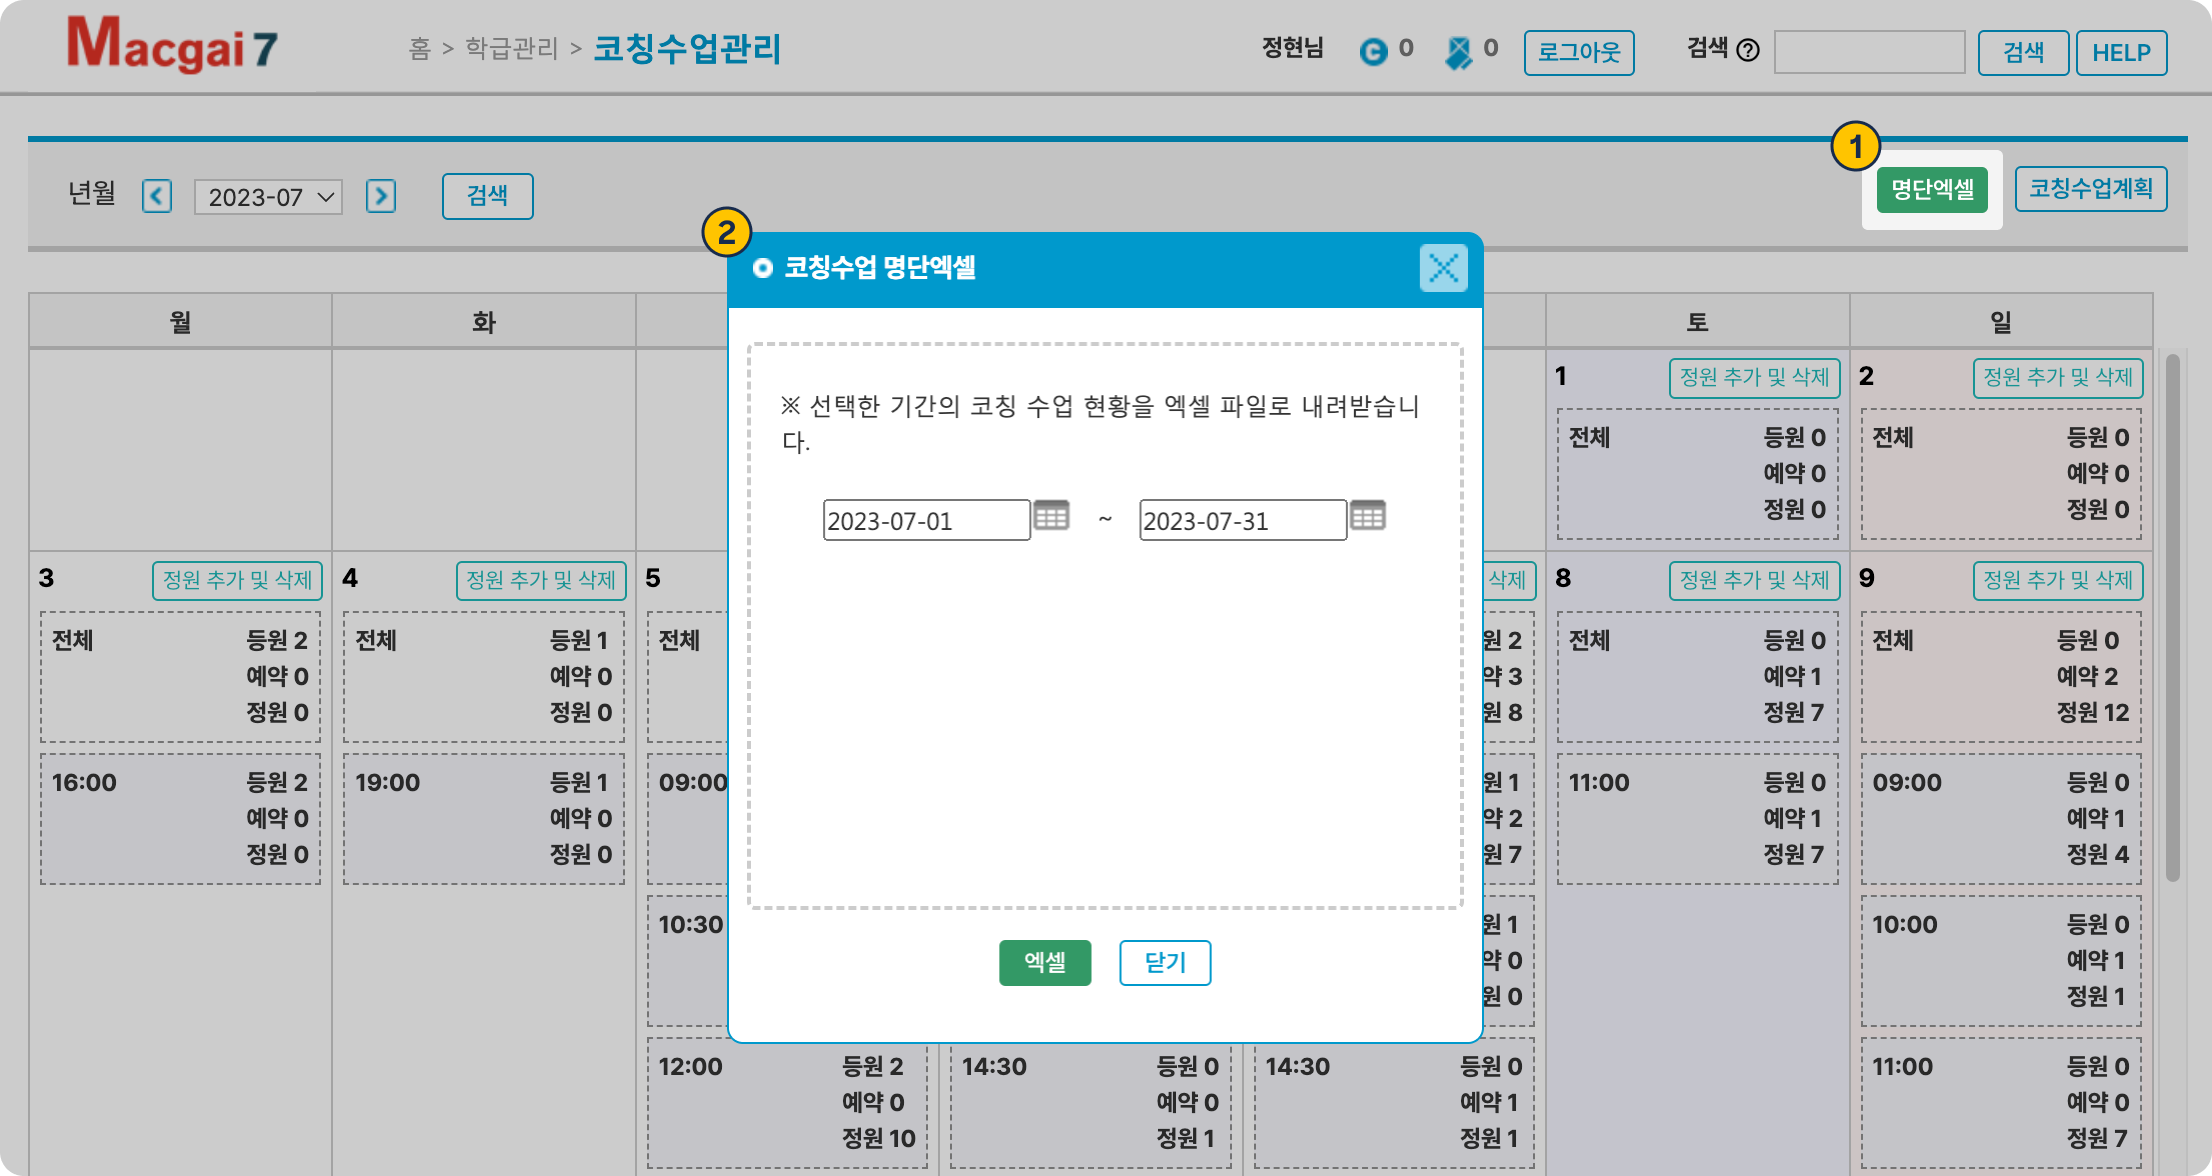 Macgai 7
홈 > 학급관리 > 코칭수업관리
정현님 0 0 로그아웃 검색 검색 HELP
1
년월 2023-07 검색 명단엑셀 코칭수업계획
2
코칭수업 명단엑셀
※ 선택한 기간의 코칭 수업 현황을 엑셀 파일로 내려받습니
다.
2023-07-01 ~ 2023-07-31
엑셀 닫기
월 화 토 일
1 정원 추가 및 삭제 2 정원 추가 및 삭제
전체 등원 0 전체 등원 0
예약 0 예약 0
정원 0 정원 0
3 정원 추가 및 삭제 4 정원 추가 및 삭제 5 삭제 8 정원 추가 및 삭제 9 정원 추가 및 삭제
전체 등원 2 전체 등원 1 전체 원 2 전체 등원 0 전체 등원 0
예약 0 예약 0 약 3 예약 1 예약 2
정원 0 정원 0 원 8 정원 7 정원 12
16:00 등원 2 19:00 등원 1 09:00 원 1 11:00 등원 0 09:00 등원 0
예약 0 예약 0 약 2 예약 1 예약 1
정원 0 정원 0 원 7 정원 7 정원 4
10:30 원 1 10:00 등원 0
약 0 예약 1
원 0 정원 1
12:00 등원 2 14:30 등원 0 14:30 등원 0 11:00 등원 0
예약 0 예약 0 예약 1 예약 0
정원 10 정원 1 정원 1 정원 7